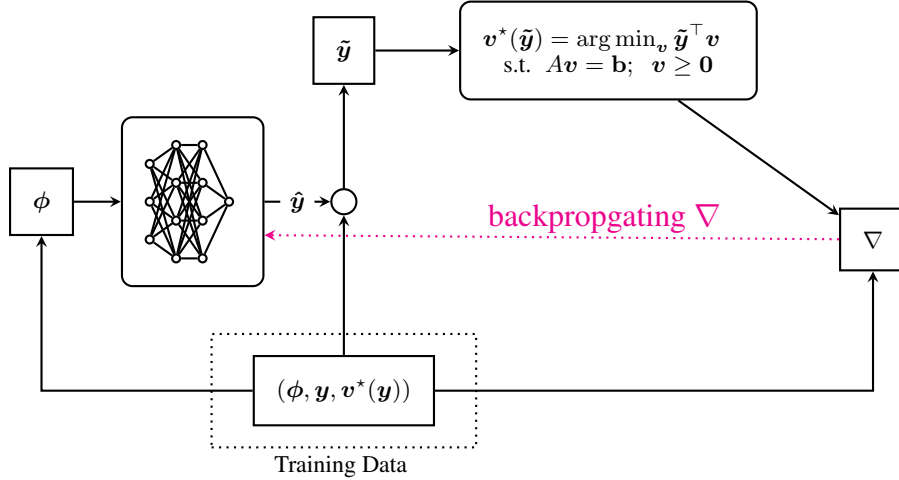 ỹ
v⋆(ỹ) = arg min_v ỹ⊤ v
s.t. Av = b; v ≥ 0
ϕ
ŷ
backpropgating ∇
∇
(ϕ, y, v⋆(y))
Training Data